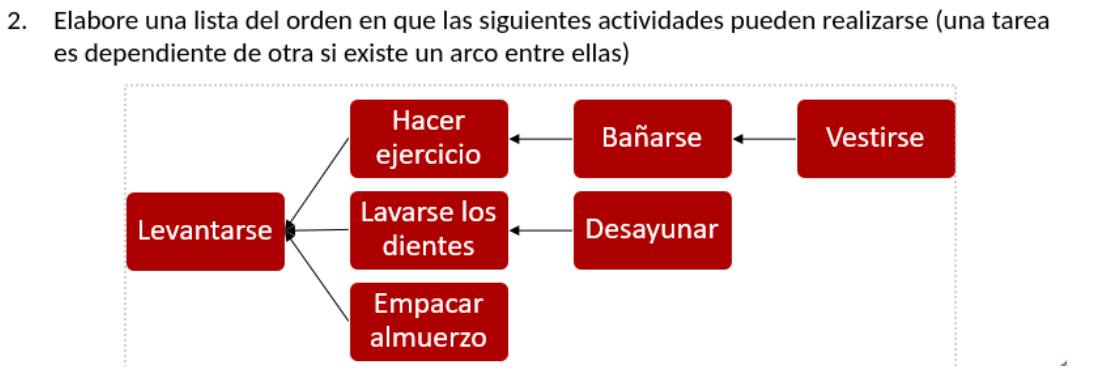 2. Elabore una lista del orden en que las siguientes actividades pueden realizarse (una tarea
es dependiente de otra si existe un arco entre ellas)
Hacer
ejercicio
Bañarse
Vestirse
Levantarse
Lavarse los
dientes
Desayunar
Empacar
almuerzo